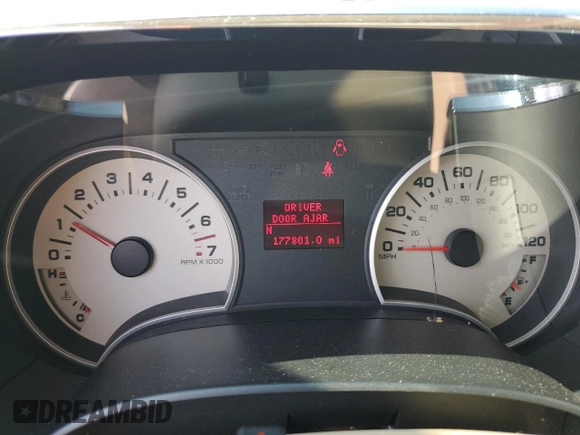 DRIVER
DOOR AJAR
N
177801.0 mi
0 1 2 3 4 5 6 7
RPM X 1000
H
C
0 20 40 60 80 100 120
MPH
F
E
DREAMBID